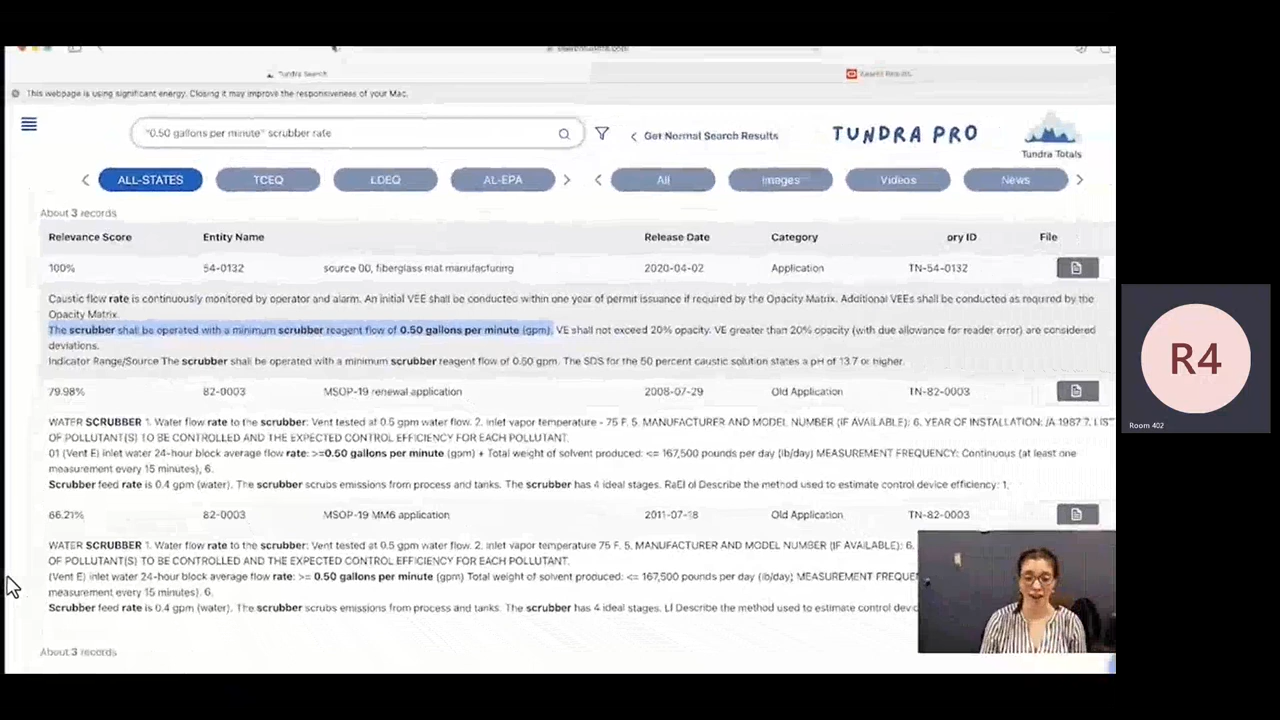 Tundra Search
This webpage is using significant energy. Closing it may improve the responsiveness of your Mac.
"0.50 gallons per minute" scrubber rate
Get Normal Search Results
TUNDRA PRO
Tundra Totals
ALL-STATES TCEQ LDEQ AL-EPA All Images Videos News
About 3 records
Relevance Score Entity Name Release Date Category ory ID File
100% 54-0132 source 00, fiberglass mat manufacturing 2020-04-02 Application TN-54-0132
Caustic flow rate is continuously monitored by operator and alarm. An initial VEE shall be conducted within one year of permit issuance if required by the Opacity Matrix. Additional VEEs shall be conducted as required by the
Opacity Matrix.
The scrubber shall be operated with a minimum scrubber reagent flow of 0.50 gallons per minute (gpm). VE shall not exceed 20% opacity. VE greater than 20% opacity (with due allowance for reader error) are considered
deviations.
Indicator Range/Source The scrubber shall be operated with a minimum scrubber reagent flow of 0.50 gpm. The SDS for the 50 percent caustic solution states a pH of 13.7 or higher.
79.98% 82-0003 MSOP-19 renewal application 2008-07-29 Old Application TN-82-0003
WATER SCRUBBER 1. Water flow rate to the scrubber: Vent tested at 0.5 gpm water flow. 2. Inlet vapor temperature - 75 F. 5. MANUFACTURER AND MODEL NUMBER (IF AVAILABLE): 6. YEAR OF INSTALLATION: /A 1987 7. LIST
OF POLLUTANT(S) TO BE CONTROLLED AND THE EXPECTED CONTROL EFFICIENCY FOR EACH POLLUTANT.
01 (Vent E) inlet water 24-hour block average flow rate: >=0.50 gallons per minute (gpm) + Total weight of solvent produced: <= 167,500 pounds per day (lb/day) MEASUREMENT FREQUENCY: Continuous (at least one
measurement every 15 minutes), 6.
Scrubber feed rate is 0.4 gpm (water). The scrubber scrubs emissions from process and tanks. The scrubber has 4 ideal stages. RaEI ol Describe the method used to estimate control device efficiency: 1,
66.21% 82-0003 MSOP-19 MM6 application 2011-07-18 Old Application TN-82-0003
WATER SCRUBBER 1. Water flow rate to the scrubber: Vent tested at 0.5 gpm water flow. 2. Inlet vapor temperature 75 F. 5. MANUFACTURER AND MODEL NUMBER (IF AVAILABLE): 6.
OF POLLUTANT(S) TO BE CONTROLLED AND THE EXPECTED CONTROL EFFICIENCY FOR EACH POLLUTANT.
(Vent E) inlet water 24-hour block average flow rate: >= 0.50 gallons per minute (gpm) Total weight of solvent produced: <= 167,500 pounds per day (lb/day) MEASUREMENT FREQUEN
measurement every 15 minutes). 6.
Scrubber feed rate is 0.4 gpm (water). The scrubber scrubs emissions from process and tanks. The scrubber has 4 ideal stages. LI Describe the method used to estimate control devic
About 3 records
R4
Room 402